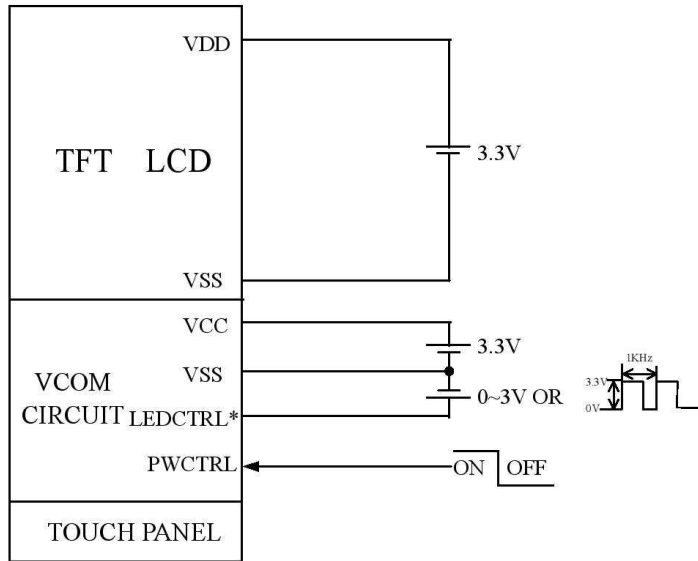 VDD
TFT LCD
3.3V
VSS
VCC
3.3V
VSS
VCOM
CIRCUIT
LEDCTRL*
0~3V OR
1KHz
3.3V
0V
PWCTRL
ON OFF
TOUCH PANEL